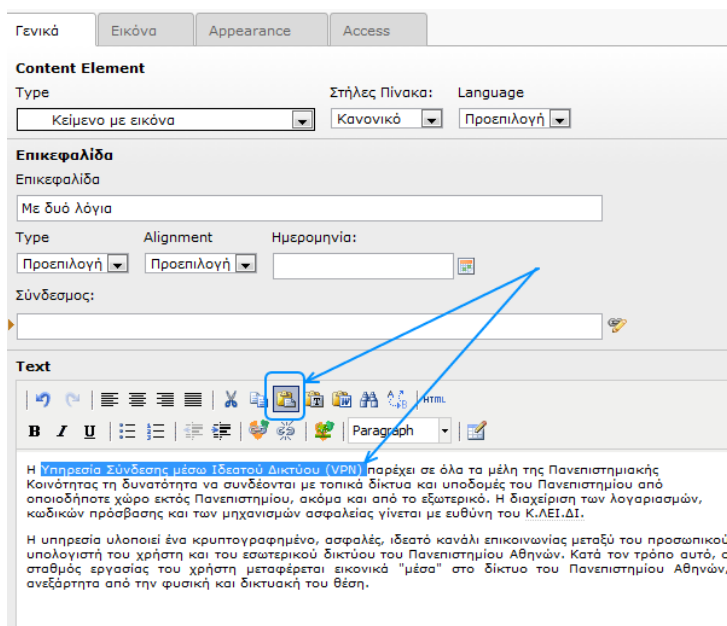 Γενικά Εικόνα Appearance Access
Content Element
Type Στήλες Πίνακα: Language
Κείμενο με εικόνα Κανονικό Προεπιλογή
Επικεφαλίδα
Επικεφαλίδα
Με δυό λόγια
Type Alignment Ημερομηνία:
Προεπιλογή Προεπιλογή
Σύνδεσμος:
Text
HTML
B I U Paragraph
Η Υπηρεσία Σύνδεσης μέσω Ιδεατού Δικτύου (VPN) παρέχει σε όλα τα μέλη της Πανεπιστημιακής
Κοινότητας τη δυνατότητα να συνδέονται με τοπικά δίκτυα και υποδομές του Πανεπιστημίου από
οποιοδήποτε χώρο εκτός Πανεπιστημίου, ακόμα και από το εξωτερικό. Η διαχείριση των λογαριασμών,
κωδικών πρόσβασης και των μηχανισμών ασφαλείας γίνεται με ευθύνη του Κ.ΛΕΙ.ΔΙ.
Η υπηρεσία υλοποιεί ένα κρυπτογραφημένο, ασφαλές, ιδεατό κανάλι επικοινωνίας μεταξύ του προσωπικού
υπολογιστή του χρήστη και του εσωτερικού δικτύου του Πανεπιστημίου Αθηνών. Κατά τον τρόπο αυτό, ο
σταθμός εργασίας του χρήστη μεταφέρεται εικονικά "μέσα" στο δίκτυο του Πανεπιστημίου Αθηνών,
ανεξάρτητα από την φυσική και δικτυακή του θέση.